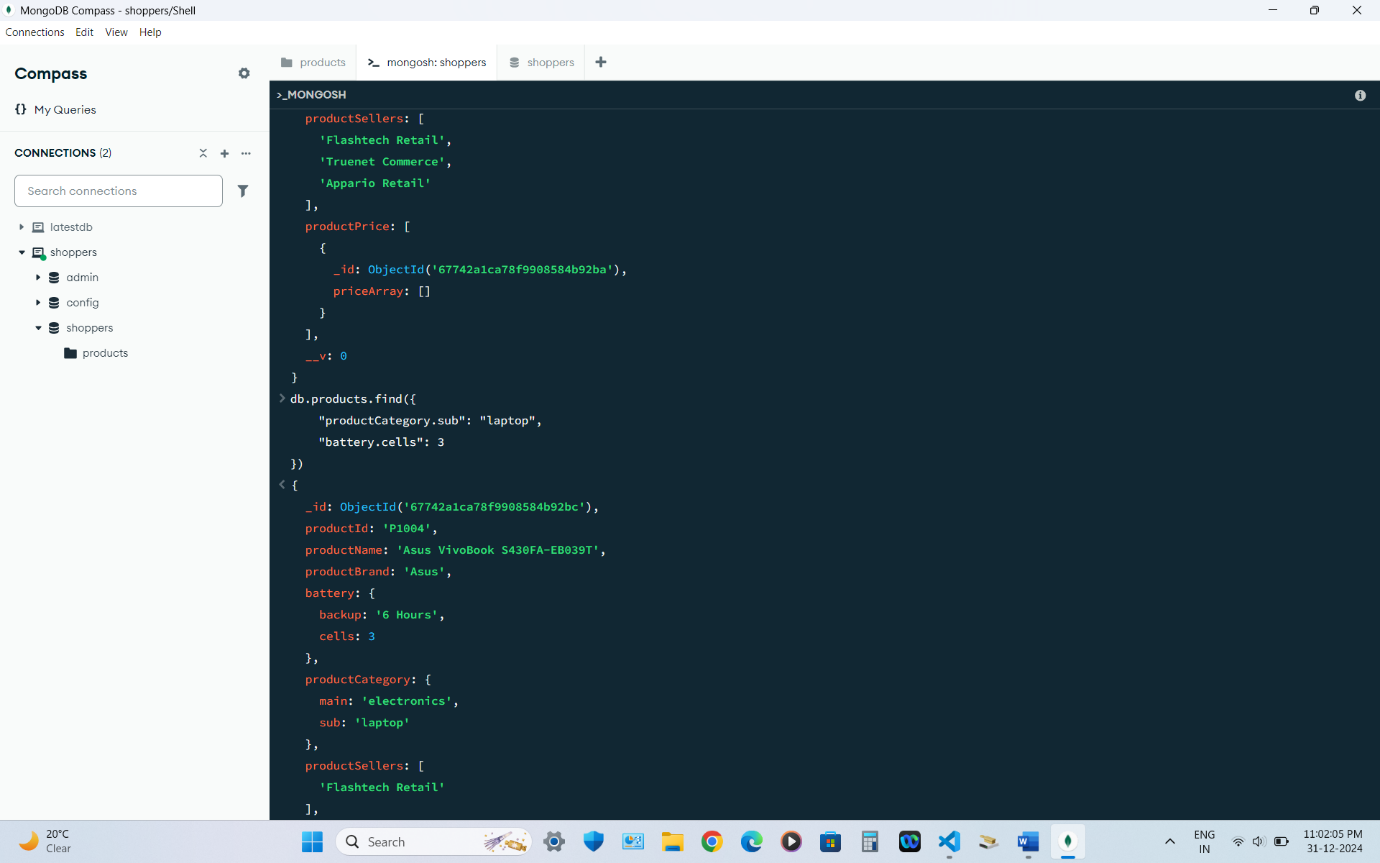 MongoDB Compass - shoppers/Shell
Connections Edit View Help
Compass
{} My Queries
CONNECTIONS (2)
Search connections
latestdb
shoppers
admin
config
shoppers
products
products >_ mongosh: shoppers shoppers +
>_MONGOSH
productSellers: [
'Flashtech Retail',
'Truenet Commerce',
'Appario Retail'
],
productPrice: [
{
_id: ObjectId('67742a1ca78f9908584b92ba'),
priceArray: []
}
],
__v: 0
}
> db.products.find({
"productCategory.sub": "laptop",
"battery.cells": 3
})
< {
_id: ObjectId('67742a1ca78f9908584b92bc'),
productId: 'P1004',
productName: 'Asus VivoBook S430FA-EB039T',
productBrand: 'Asus',
battery: {
backup: '6 Hours',
cells: 3
},
productCategory: {
main: 'electronics',
sub: 'laptop'
},
productSellers: [
'Flashtech Retail'
],
20°C
Clear
Search
ENG
IN
11:02:05 PM
31-12-2024